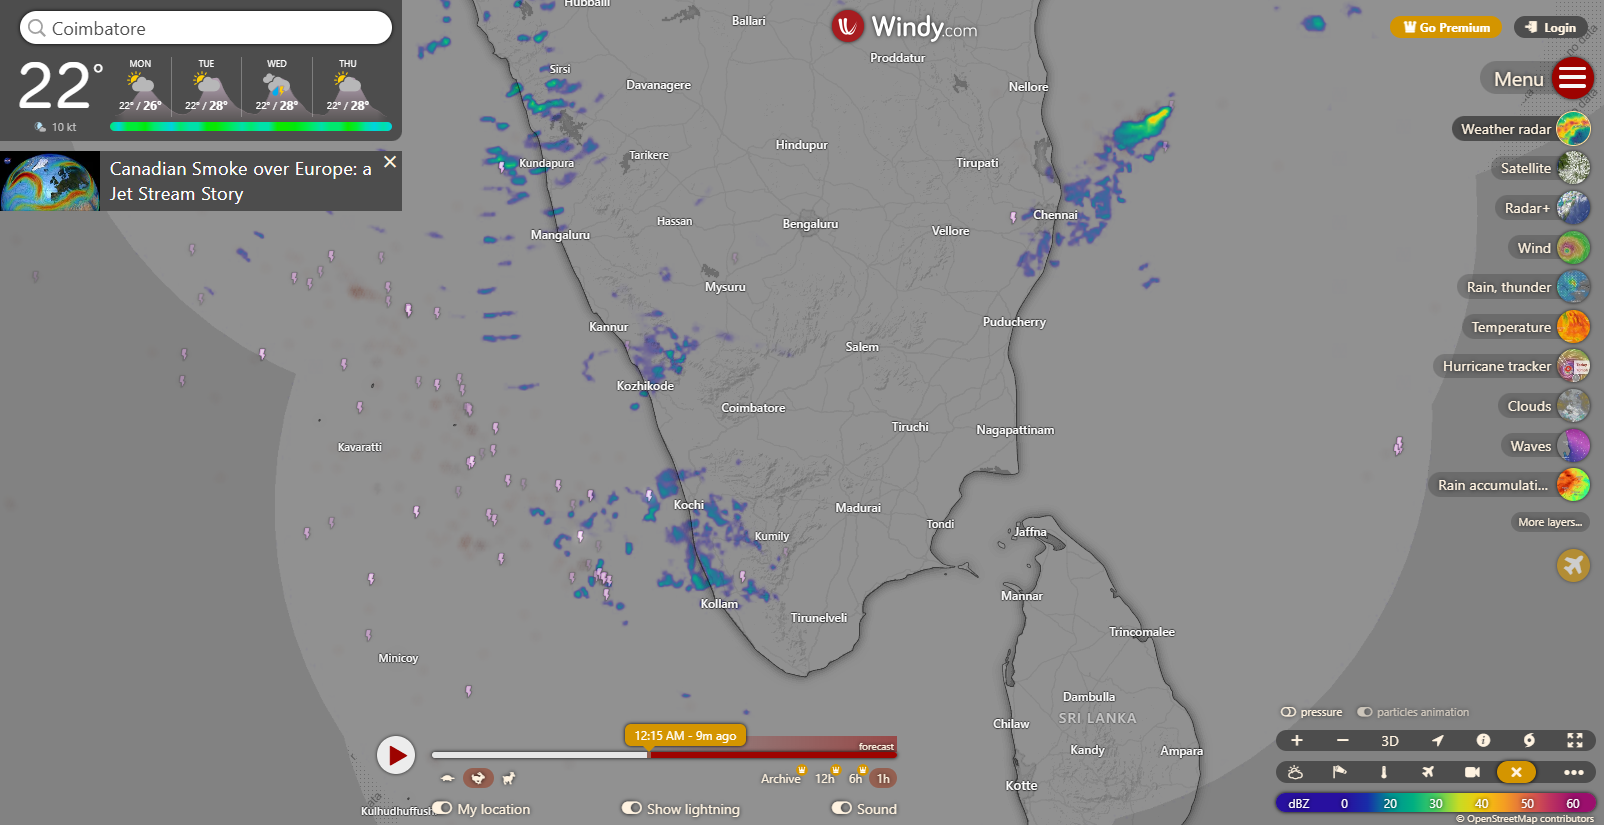 Coimbatore
22°
10 kt
MON
22° / 26°
TUE
22° / 28°
WED
22° / 28°
THU
22° / 28°
Canadian Smoke over Europe: a
Jet Stream Story
Windy.com
Go Premium
Login
Menu
no data
Weather radar
Satellite
Radar+
Wind
Rain, thunder
Temperature
Hurricane tracker
Clouds
Waves
Rain accumulati...
More layers...
Hubballi
Ballari
Proddatur
Sirsi
Davanagere
Nellore
Hindupur
Tarikere
Kundapura
Tirupati
Chennai
Hassan
Bengaluru
Vellore
Mangaluru
Mysuru
Puducherry
Kannur
Salem
Kozhikode
Coimbatore
Tiruchi
Nagapattinam
Kavaratti
Kochi
Madurai
Tondi
Jaffna
Kumily
Mannar
Kollam
Tirunelveli
Trincomalee
Minicoy
Dambulla
SRI LANKA
Chilaw
Kandy
Ampara
Kotte
Kulhudhuffush
12:15 AM - 9m ago
forecast
Archive
12h
6h
1h
My location
Show lightning
Sound
pressure
particles animation
+
−
3D
dBZ 0 20 30 40 50 60
© OpenStreetMap contributors